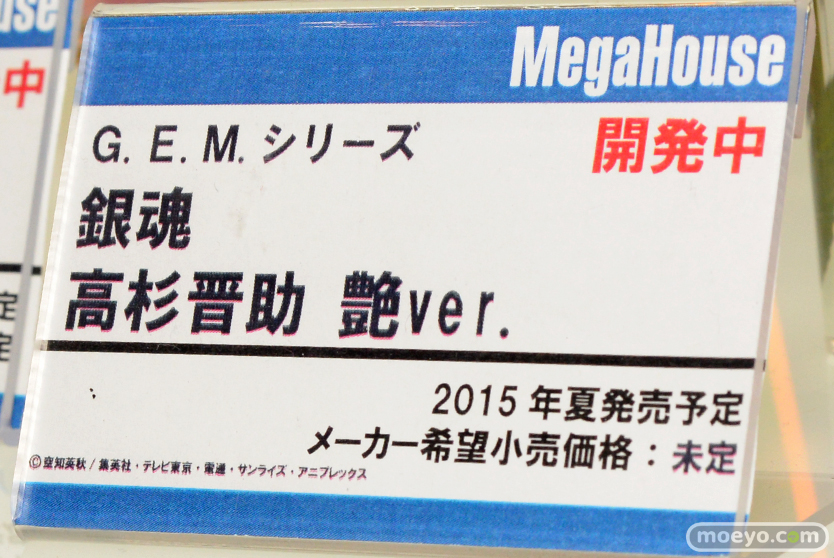 MegaHouse
G.E.M.シリーズ
開発中
銀魂
高杉晋助 艶ver.
2015年夏発売予定
メーカー希望小売価格：未定
©空知英秋/集英社・テレビ東京・電通・サンライズ・アニプレックス
中
定
定
moeyo.com